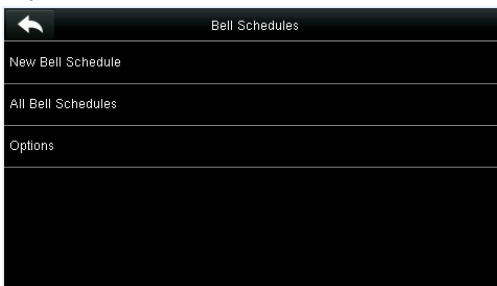 Bell Schedules
New Bell Schedule
All Bell Schedules
Options